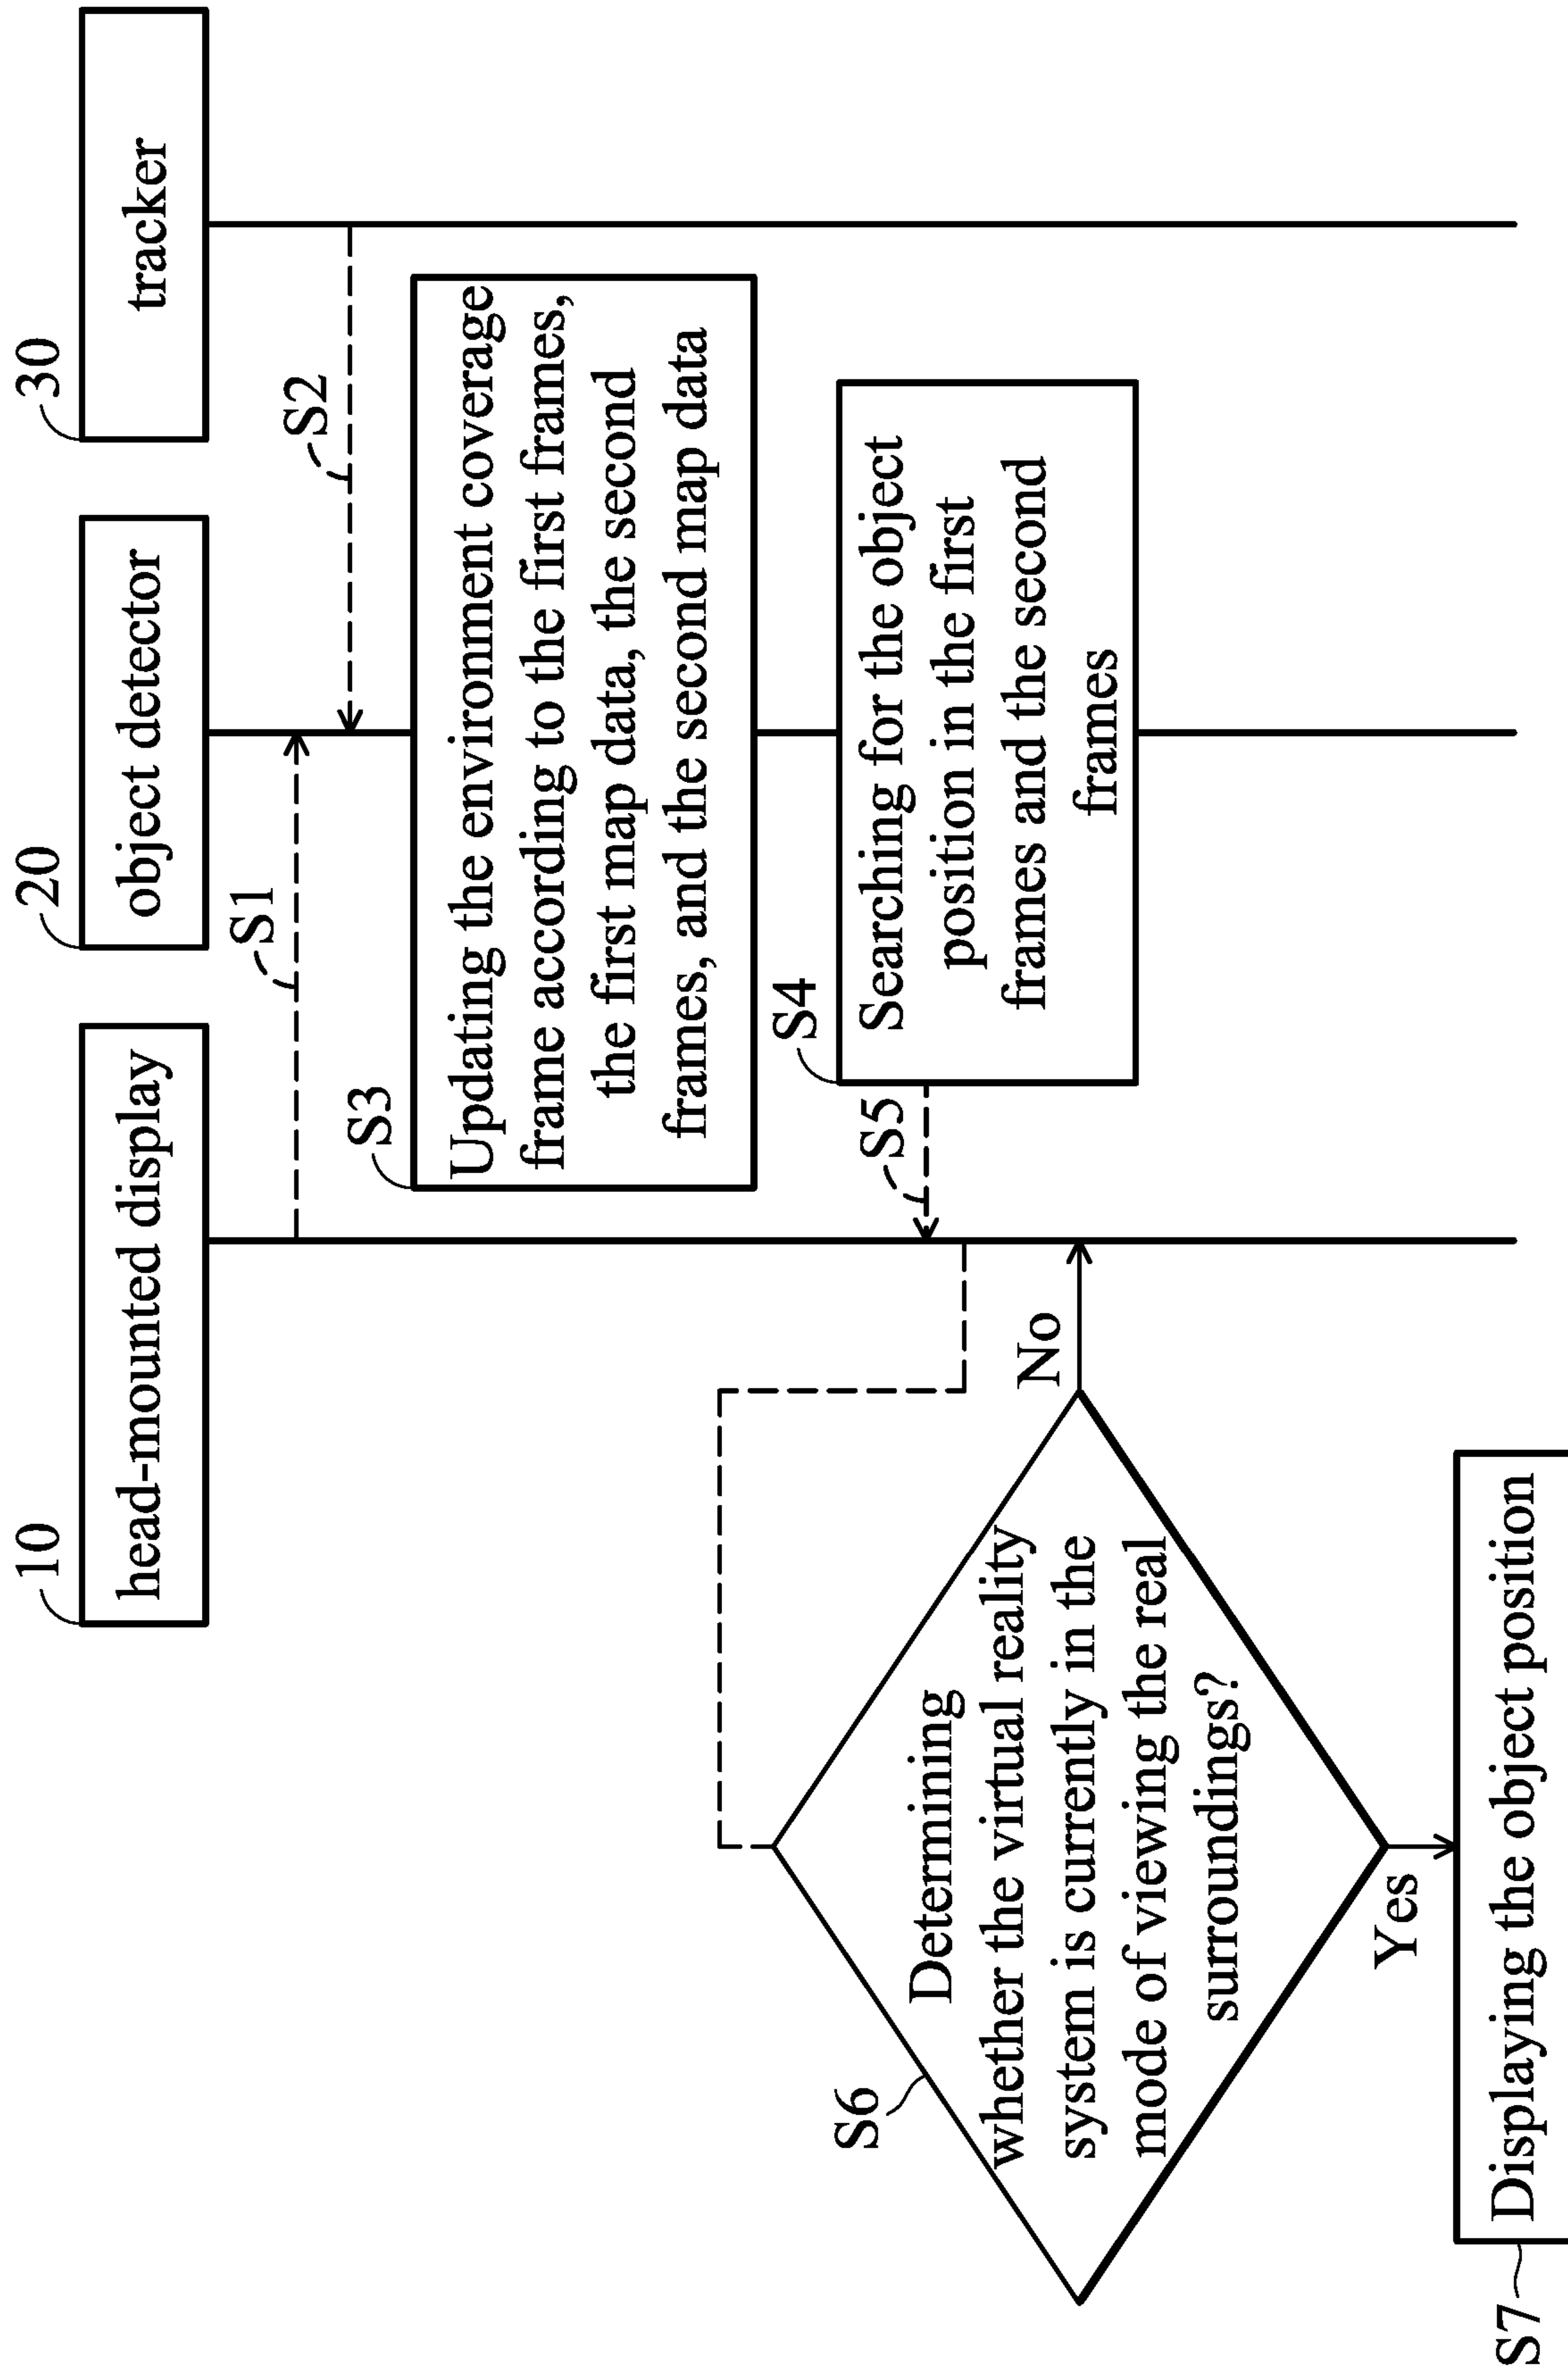 10
head-mounted display
20
object detector
30
tracker
S1
S2
S3
Updating the environment coverage
frame according to the first frames,
the first map data, the second
frames, and the second map data
S4
Searching for the object
position in the first
frames and the second
frames
S5
S6
Determining
whether the virtual reality
system is currently in the
mode of viewing the real
surroundings?
No
Yes
S7
Displaying the object position